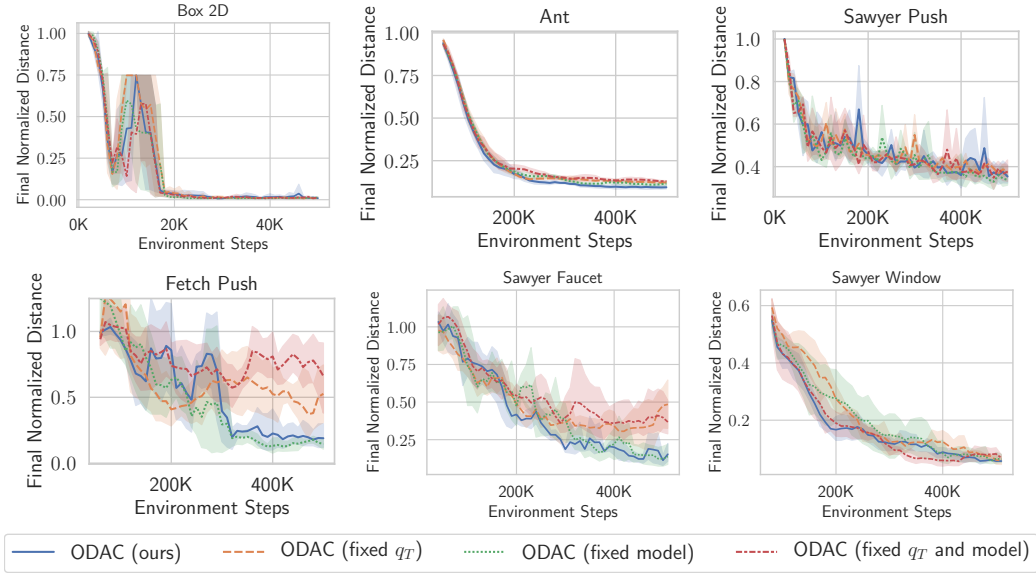 Box 2D
Final Normalized Distance
1.00
0.75
0.50
0.25
0.00
0K
20K
40K
Environment Steps
Ant
Final Normalized Distance
1.00
0.75
0.50
0.25
200K
400K
Environment Steps
Sawyer Push
Final Normalized Distance
1.0
0.8
0.6
0.4
0K
200K
400K
Environment Steps
Fetch Push
Final Normalized Distance
1.0
0.5
0.0
200K
400K
Environment Steps
Sawyer Faucet
Final Normalized Distance
1.00
0.75
0.50
0.25
200K
400K
Environment Steps
Sawyer Window
Final Normalized Distance
0.6
0.4
0.2
200K
400K
Environment Steps
ODAC (ours)
ODAC (fixed q_T)
ODAC (fixed model)
ODAC (fixed q_T and model)